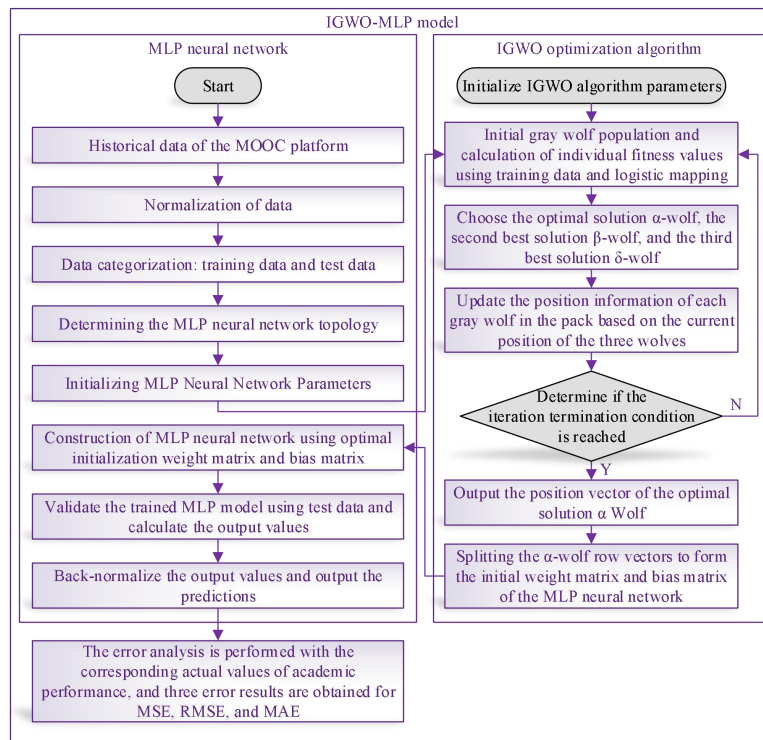 IGWO-MLP model
MLP neural network
Start
Historical data of the MOOC platform
Normalization of data
Data categorization: training data and test data
Determining the MLP neural network topology
Initializing MLP Neural Network Parameters
Construction of MLP neural network using optimal
initialization weight matrix and bias matrix
Validate the trained MLP model using test data and
calculate the output values
Back-normalize the output values and output the
predictions
The error analysis is performed with the
corresponding actual values of academic
performance, and three error results are obtained for
MSE, RMSE, and MAE
IGWO optimization algorithm
Initialize IGWO algorithm parameters
Initial gray wolf population and
calculation of individual fitness values
using training data and logistic mapping
Choose the optimal solution α-wolf, the
second best solution β-wolf, and the third
best solution δ-wolf
Update the position information of each
gray wolf in the pack based on the current
position of the three wolves
Determine if the
iteration termination condition
is reached
N
Y
Output the position vector of the optimal
solution α Wolf
Splitting the α-wolf row vectors to form
the initial weight matrix and bias matrix
of the MLP neural network